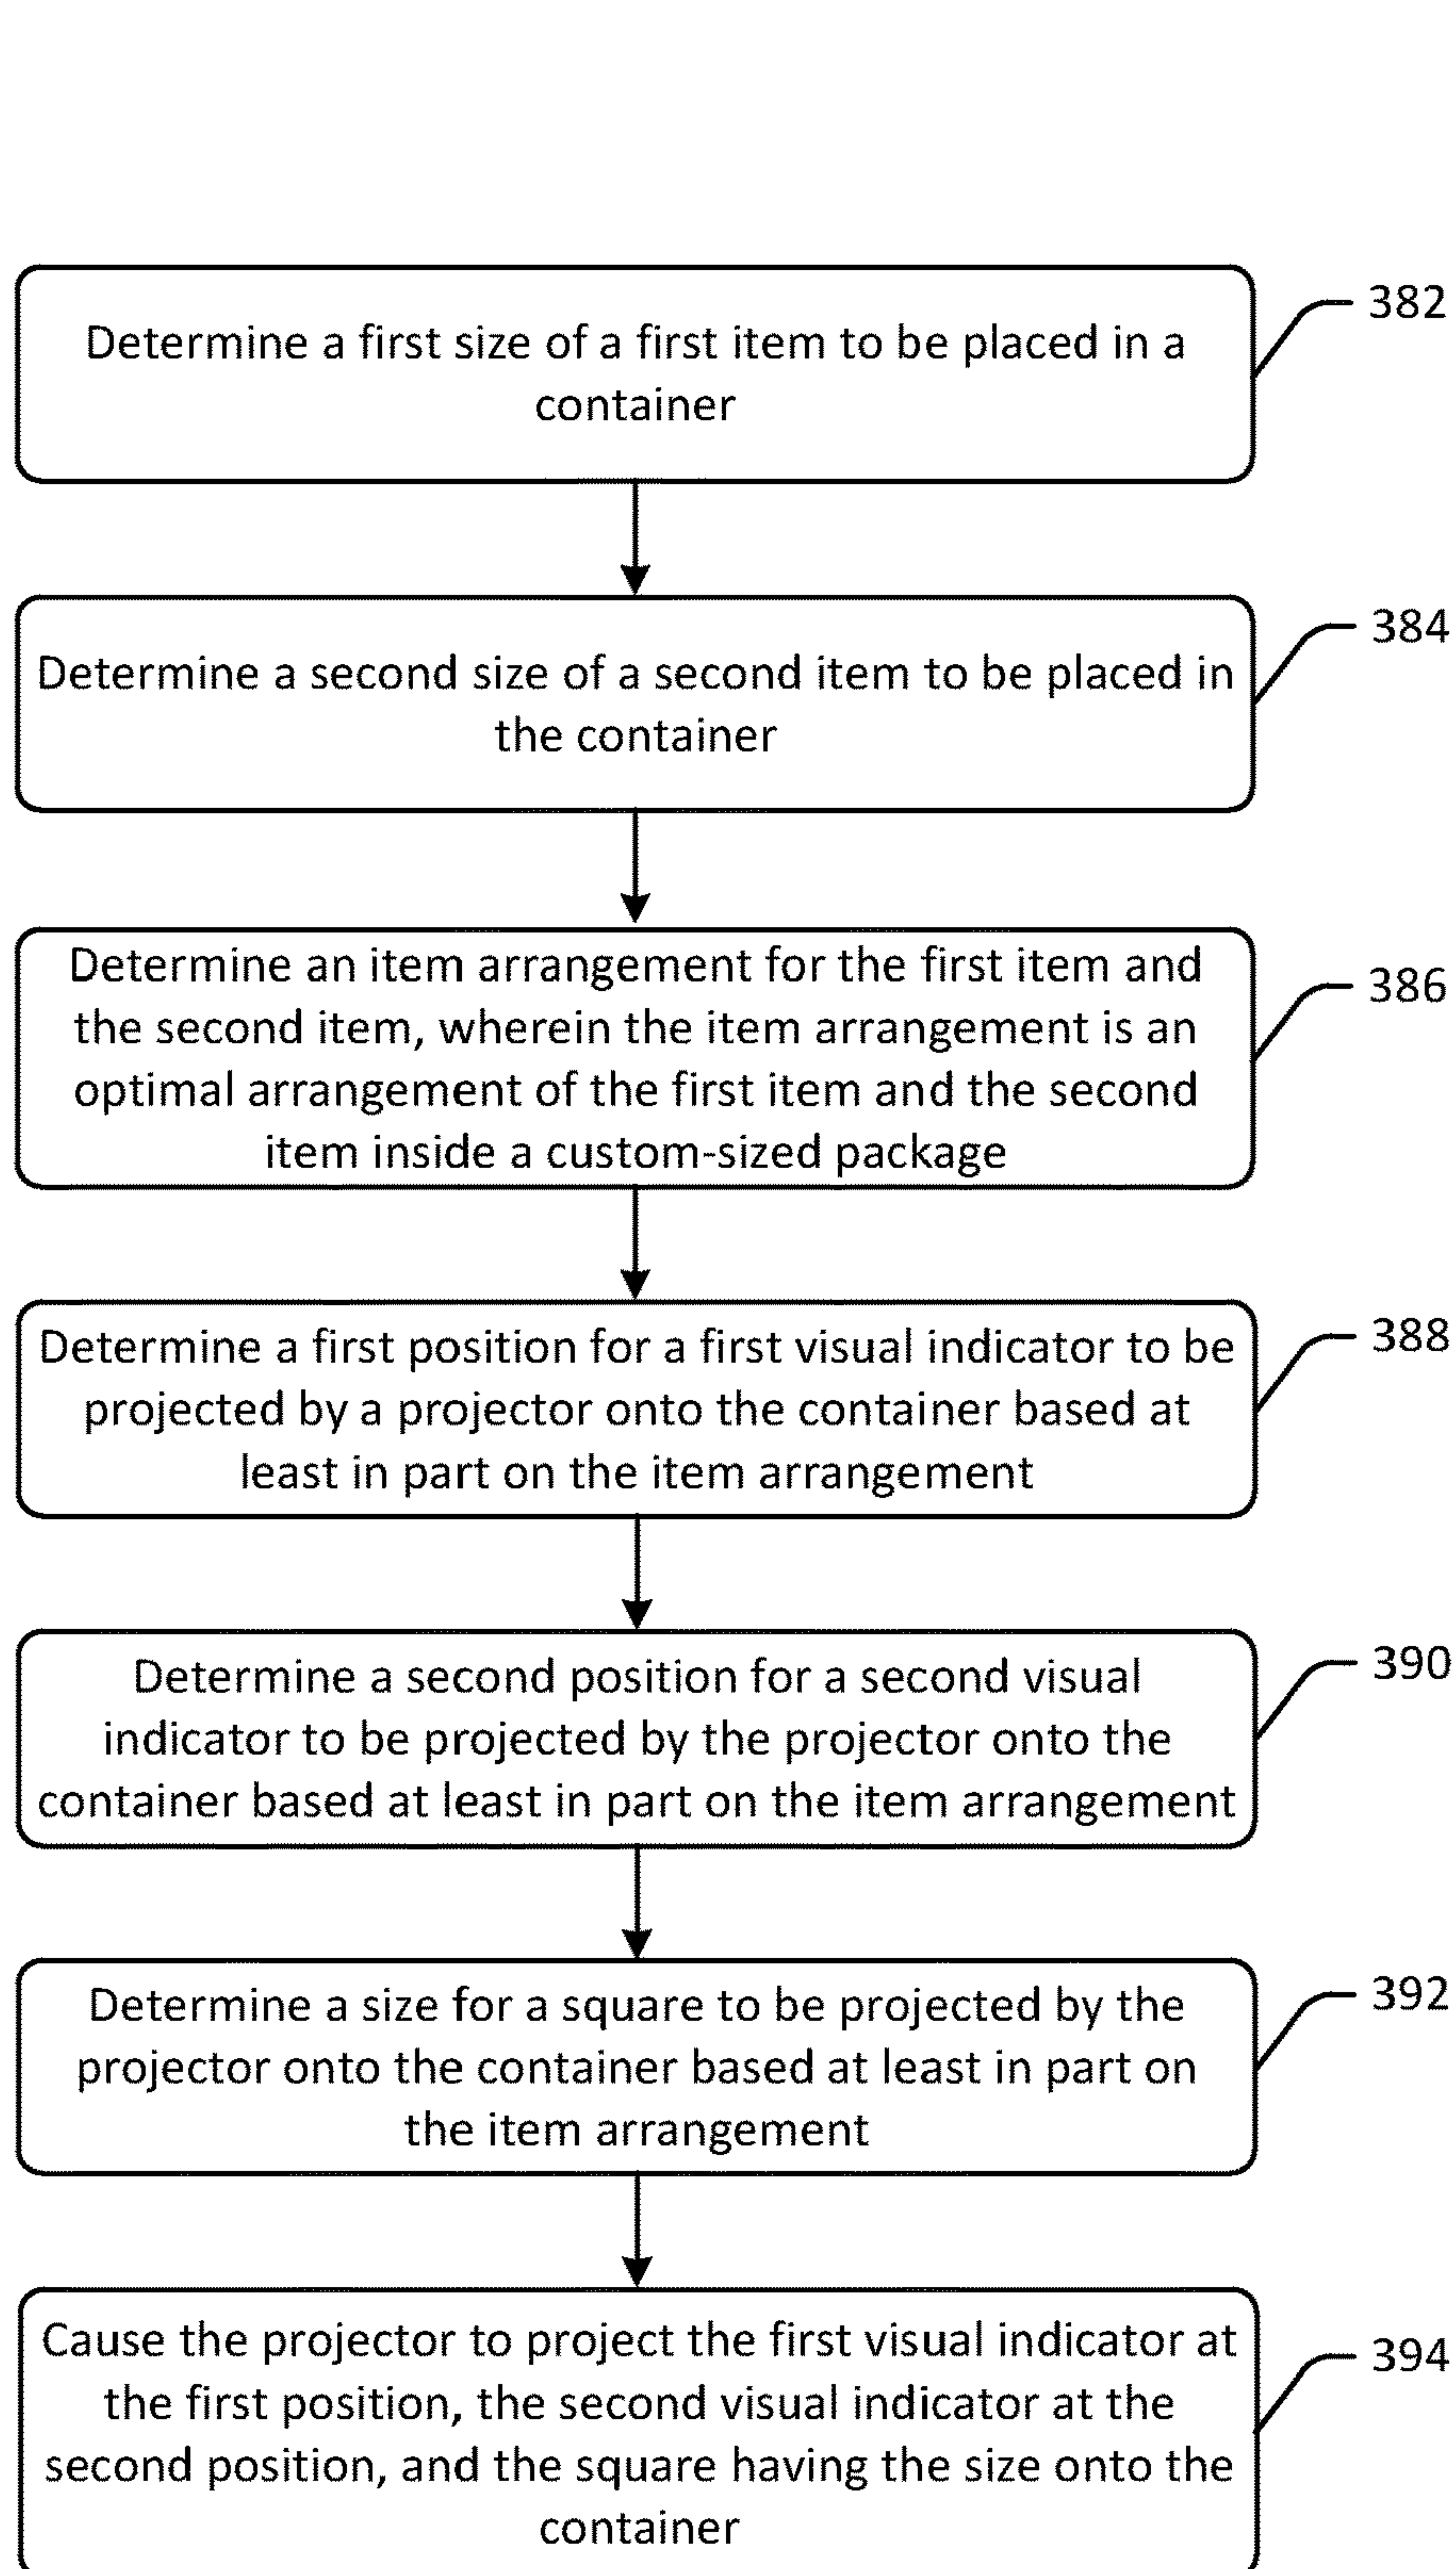 Determine a first size of a first item to be placed in a
container
382
Determine a second size of a second item to be placed in
the container
384
Determine an item arrangement for the first item and
the second item, wherein the item arrangement is an
optimal arrangement of the first item and the second
item inside a custom-sized package
386
Determine a first position for a first visual indicator to be
projected by a projector onto the container based at
least in part on the item arrangement
388
Determine a second position for a second visual
indicator to be projected by the projector onto the
container based at least in part on the item arrangement
390
Determine a size for a square to be projected by the
projector onto the container based at least in part on
the item arrangement
392
Cause the projector to project the first visual indicator at
the first position, the second visual indicator at the
second position, and the square having the size onto the
container
394